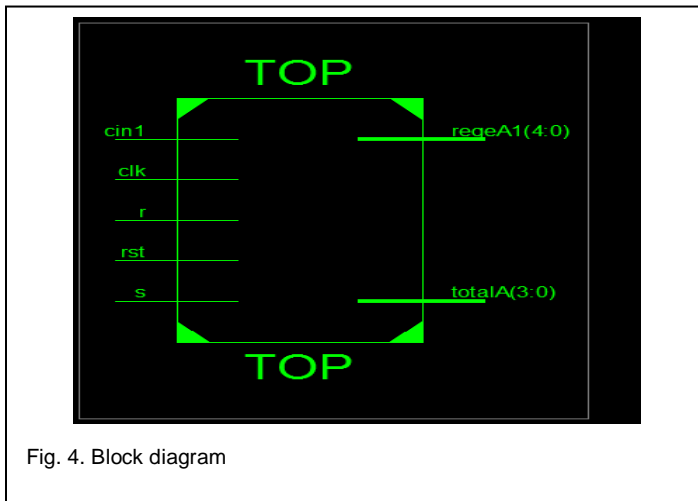 TOP
cin1
regeA1(4:0)
clk
r
rst
s
totalA(3:0)
TOP
Fig. 4. Block diagram